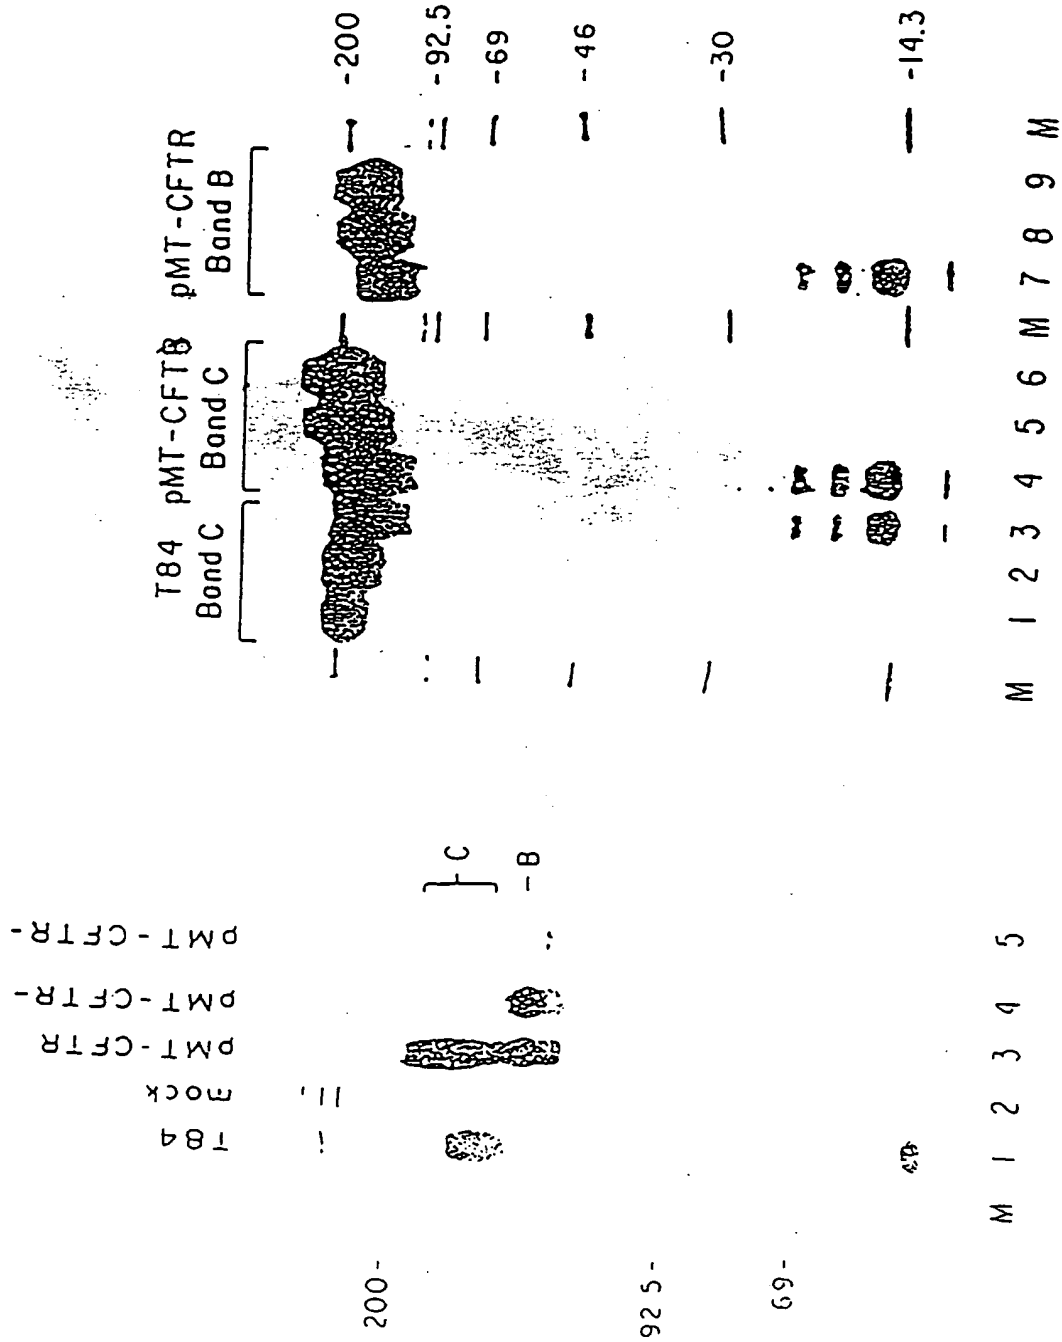 T84
mock
pMT-CFTR
pMT-CFTR-
pMT-CFTR-
200-
92 5-
69-
C
-B
M 1 2 3 4 5
T84 Band C
pMT-CFTB Band C
pMT-CFTR Band B
-200
-92.5
-69
-46
-30
-14.3
M 1 2 3 4 5 6 M 7 8 9 M